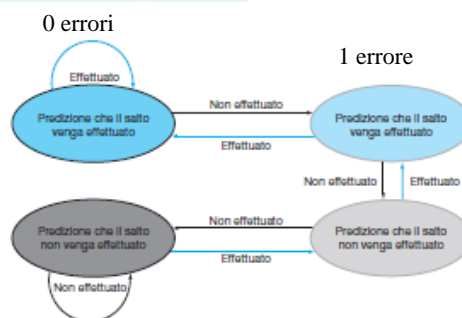 0 errori
1 errore
Effettuato
Predizione che il salto
venga effettuato
Non effettuato
Effettuato
Predizione che il salto
venga effettuato
Non effettuato
Effettuato
Predizione che il salto
non venga effettuato
Non effettuato
Effettuato
Predizione che il salto
non venga effettuato
Non effettuato